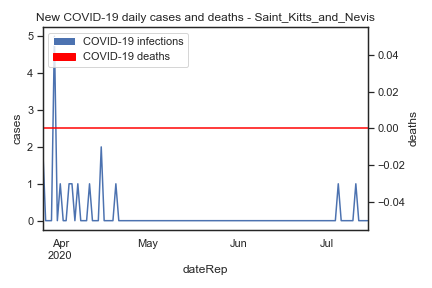 New COVID-19 daily cases and deaths - Saint_Kitts_and_Nevis
COVID-19 infections
COVID-19 deaths
5
4
3
2
1
0
cases
0.04
0.02
0.00
−0.02
−0.04
deaths
Apr
2020
May
Jun
Jul
dateRep